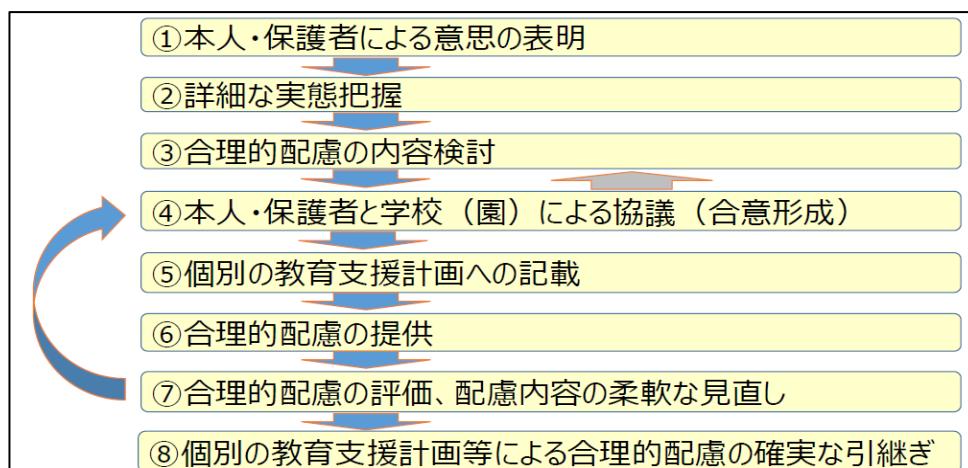 ①本人・保護者による意思の表明
②詳細な実態把握
③合理的配慮の内容検討
④本人・保護者と学校（園）による協議（合意形成）
⑤個別の教育支援計画への記載
⑥合理的配慮の提供
⑦合理的配慮の評価、配慮内容の柔軟な見直し
⑧個別の教育支援計画等による合理的配慮の確実な引継ぎ